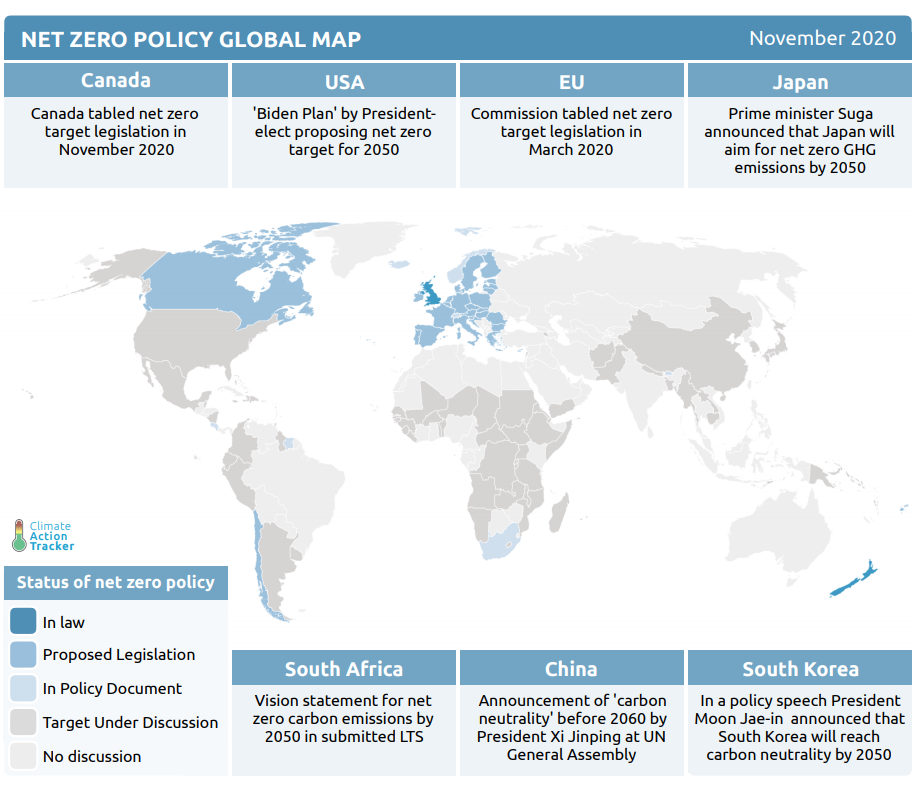 NET ZERO POLICY GLOBAL MAP
November 2020
Canada
Canada tabled net zero
target legislation in
November 2020
USA
'Biden Plan' by President-
elect proposing net zero
target for 2050
EU
Commission tabled net zero
target legislation in
March 2020
Japan
Prime minister Suga
announced that Japan will
aim for net zero GHG
emissions by 2050
Climate
Action
Tracker
Status of net zero policy
In law
Proposed Legislation
In Policy Document
Target Under Discussion
No discussion
South Africa
Vision statement for net
zero carbon emissions by
2050 in submitted LTS
China
Announcement of 'carbon
neutrality' before 2060 by
President Xi Jinping at UN
General Assembly
South Korea
In a policy speech President
Moon Jae-in announced that
South Korea will reach
carbon neutrality by 2050